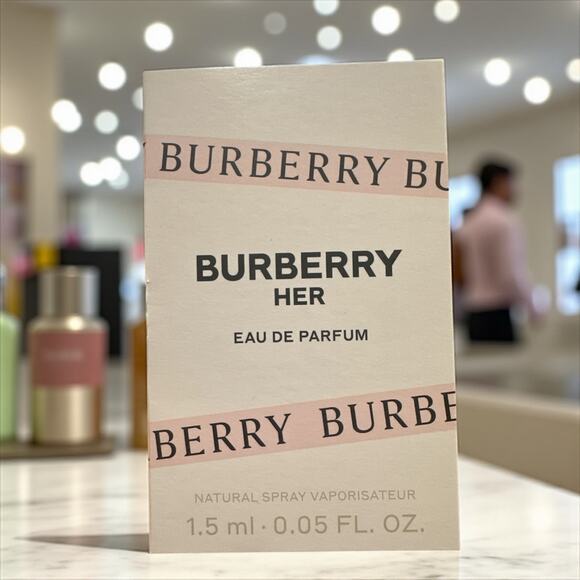 BURBERRY BU
BURBERRY
HER
EAU DE PARFUM
BERRY BURBE
NATURAL SPRAY VAPORISATEUR
1.5 ml · 0.05 FL. OZ.